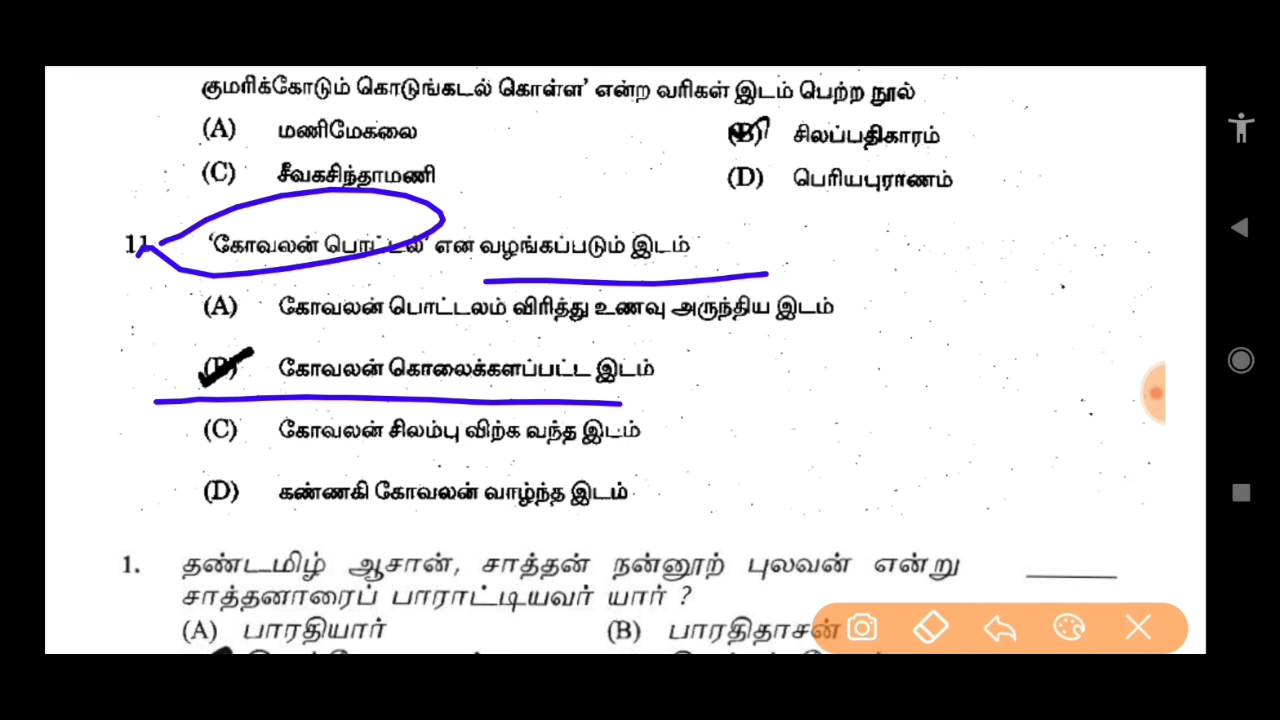 குமரிக்கோடும் கொடுங்கடல் கொள்ள' என்ற வரிகள் இடம் பெற்ற நூல்
(A) மணிமேகலை (B) சிலப்பதிகாரம்
(C) சீவகசிந்தாமணி (D) பெரியபுராணம்
11. 'கோவலன் பொட்டல்' என வழங்கப்படும் இடம்
(A) கோவலன் பொட்டலம் விரித்து உணவு அருந்திய இடம்
(B) கோவலன் கொலைக்களப்பட்ட இடம்
(C) கோவலன் சிலம்பு விற்க வந்த இடம்
(D) கண்ணகி கோவலன் வாழ்ந்த இடம்
1. தண்டமிழ் ஆசான், சாத்தன் நன்னூற் புலவன் என்று
சாத்தனாரைப் பாராட்டியவர் யார் ?
(A) பாரதியார் (B) பாரதிதாசன்